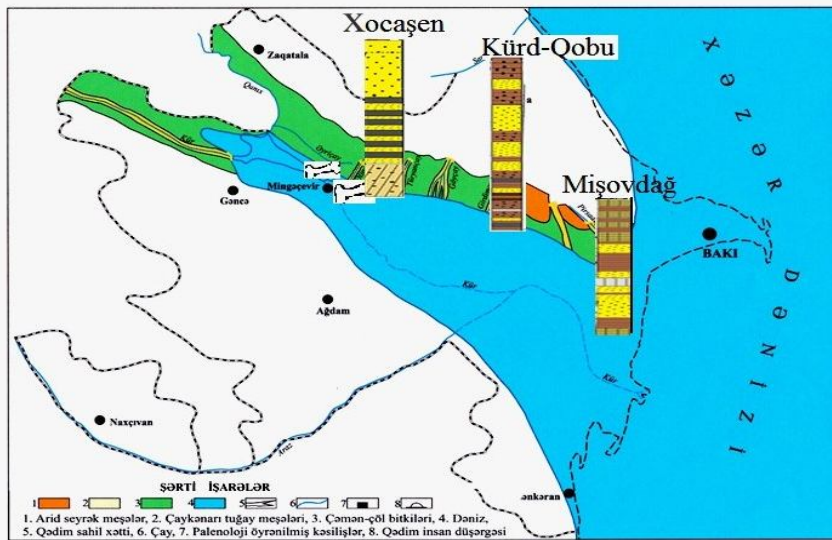 Xocaşen
Kürd-Qobu
Mişovdağ
Zaqatala
Qanıx
Kür
Mingəçevir
Gəncə
a
BAKI
XƏZƏR DƏNİZİ
Kür
Ağdam
Kür
Naxçıvan
Araz
ənkəran
ŞƏRTİ İŞARƏLƏR
1 2 3 4 5 6 7 8
1. Arid seyrək meşələr, 2. Çaykənarı tuğay meşələri, 3. Çəmən-çöl bitkiləri, 4. Dəniz,
5. Qədim sahil xətti, 6. Çay, 7. Palenoloji öyrənilmiş kəsilişlər, 8. Qədim insan düşərgəsi